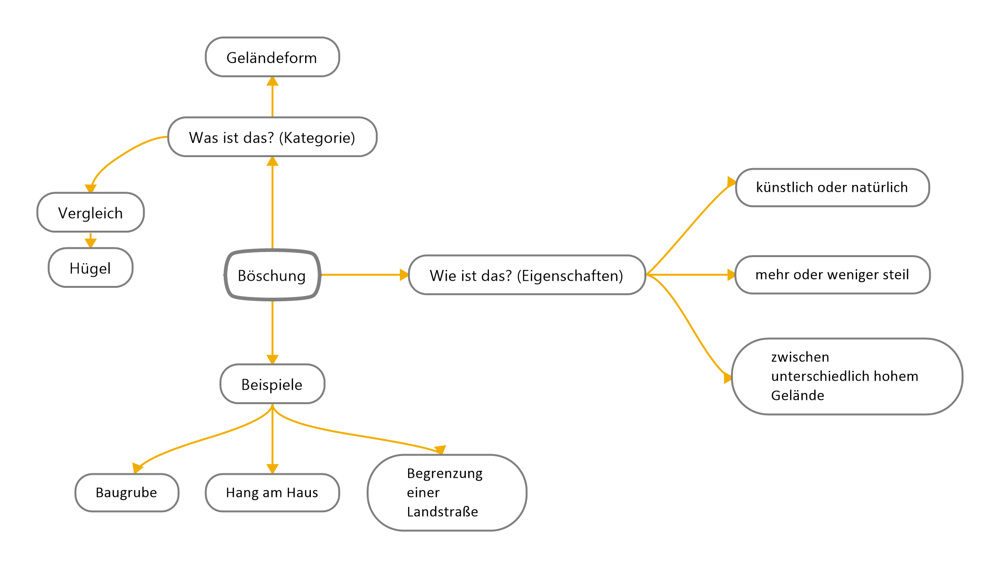 Geländeform
Was ist das? (Kategorie)
Vergleich
Hügel
Böschung
Wie ist das? (Eigenschaften)
künstlich oder natürlich
mehr oder weniger steil
zwischen
unterschiedlich hohem
Gelände
Beispiele
Baugrube
Hang am Haus
Begrenzung
einer
Landstraße